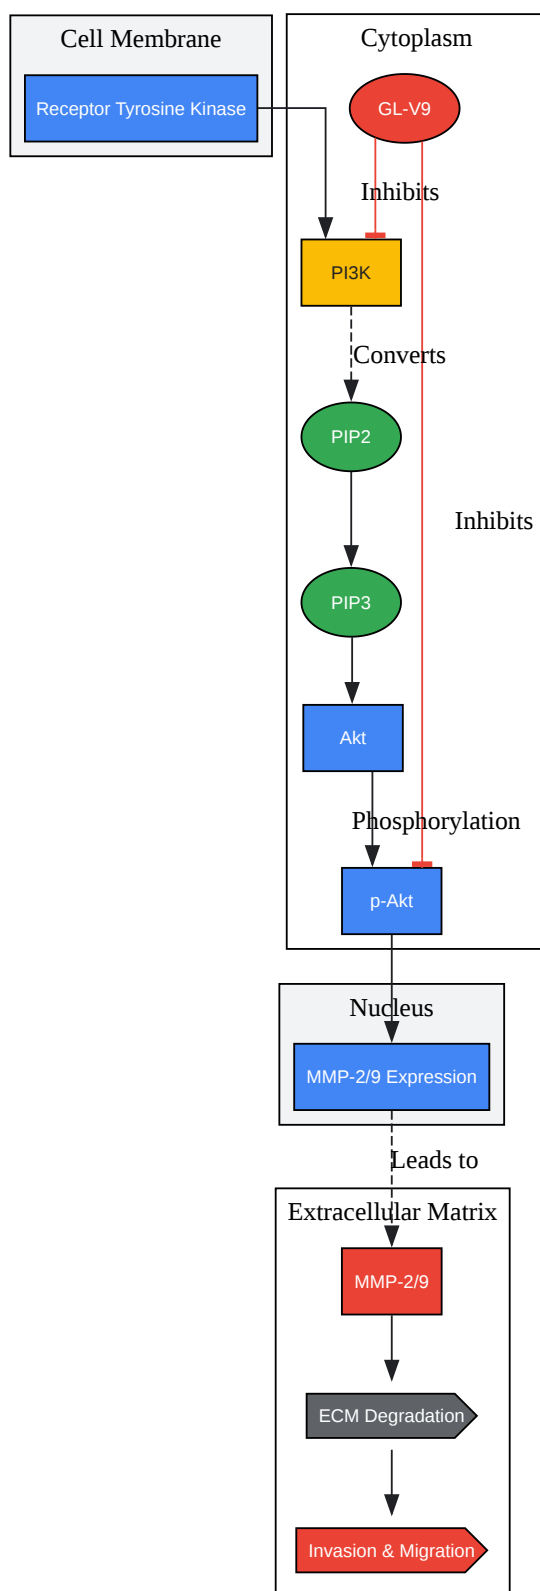 Cell Membrane
Receptor Tyrosine Kinase
Cytoplasm
GL-V9
Inhibits
PI3K
Converts
PIP2
Inhibits
PIP3
Akt
Phosphorylation
p-Akt
Nucleus
MMP-2/9 Expression
Leads to
Extracellular Matrix
MMP-2/9
ECM Degradation
Invasion & Migration